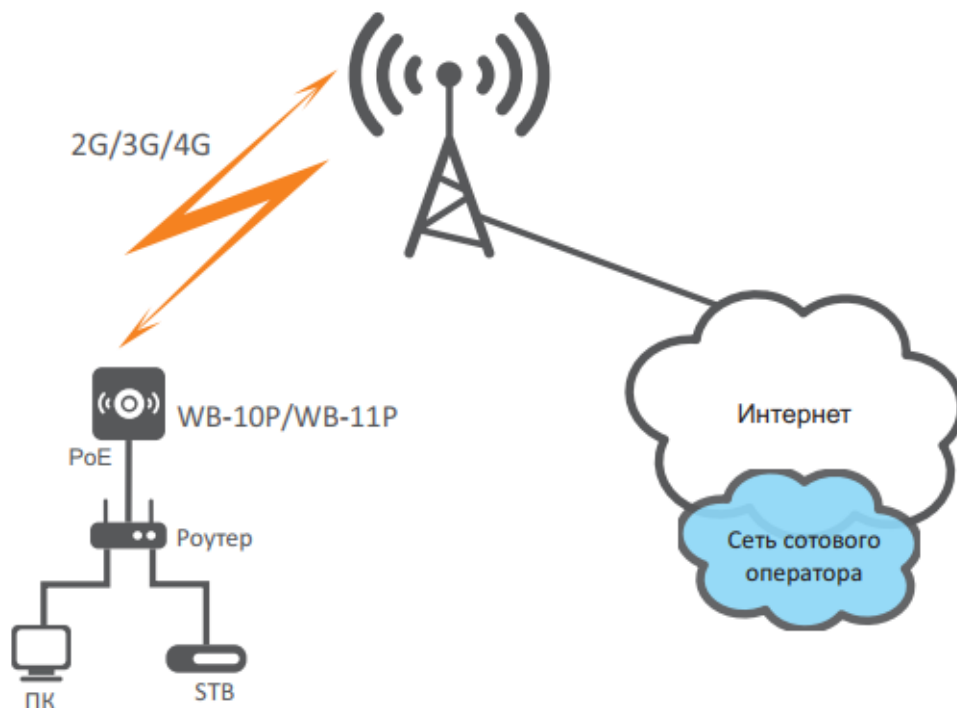 2G/3G/4G
WB-10P/WB-11P
PoE
Роутер
ПК
STB
Интернет
Сеть сотового
оператора